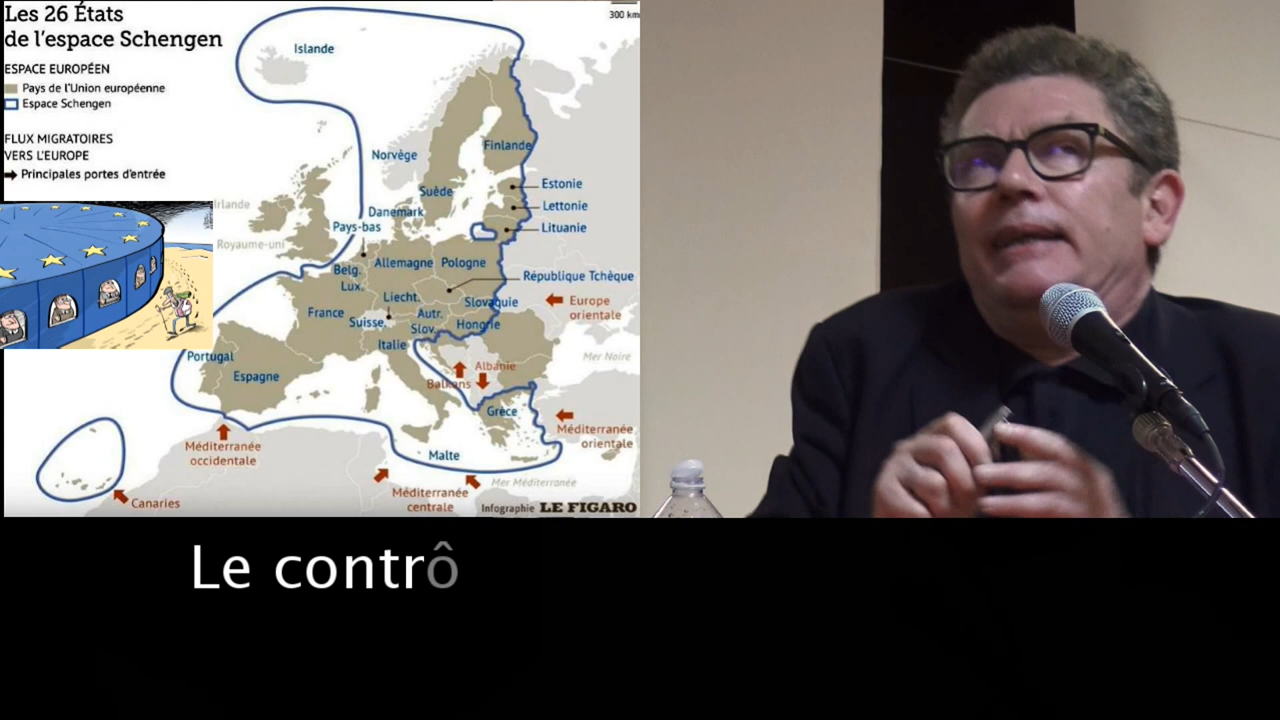 Les 26 États
de l'espace Schengen
300 km
ESPACE EUROPÉEN
Pays de l'Union européenne
Espace Schengen
FLUX MIGRATOIRES
VERS L'EUROPE
Principales portes d'entrée
Islande
Norvège
Finlande
Suède
Estonie
Lettonie
Lituanie
Danemark
Pays-bas
Irlande
Royaume-uni
Belg.
Lux.
Allemagne
Pologne
République Tchèque
Liecht.
Slovaquie
France
Suisse.
Autr.
Slov.
Hongrie
Europe
orientale
Italie
Portugal
Espagne
Balkans
Albanie
Mer Noire
Grèce
Méditerranée
orientale
Méditerranée
occidentale
Malte
Mer Méditerranée
Canaries
Méditerranée
centrale
Infographie LE FIGARO
Le contrô